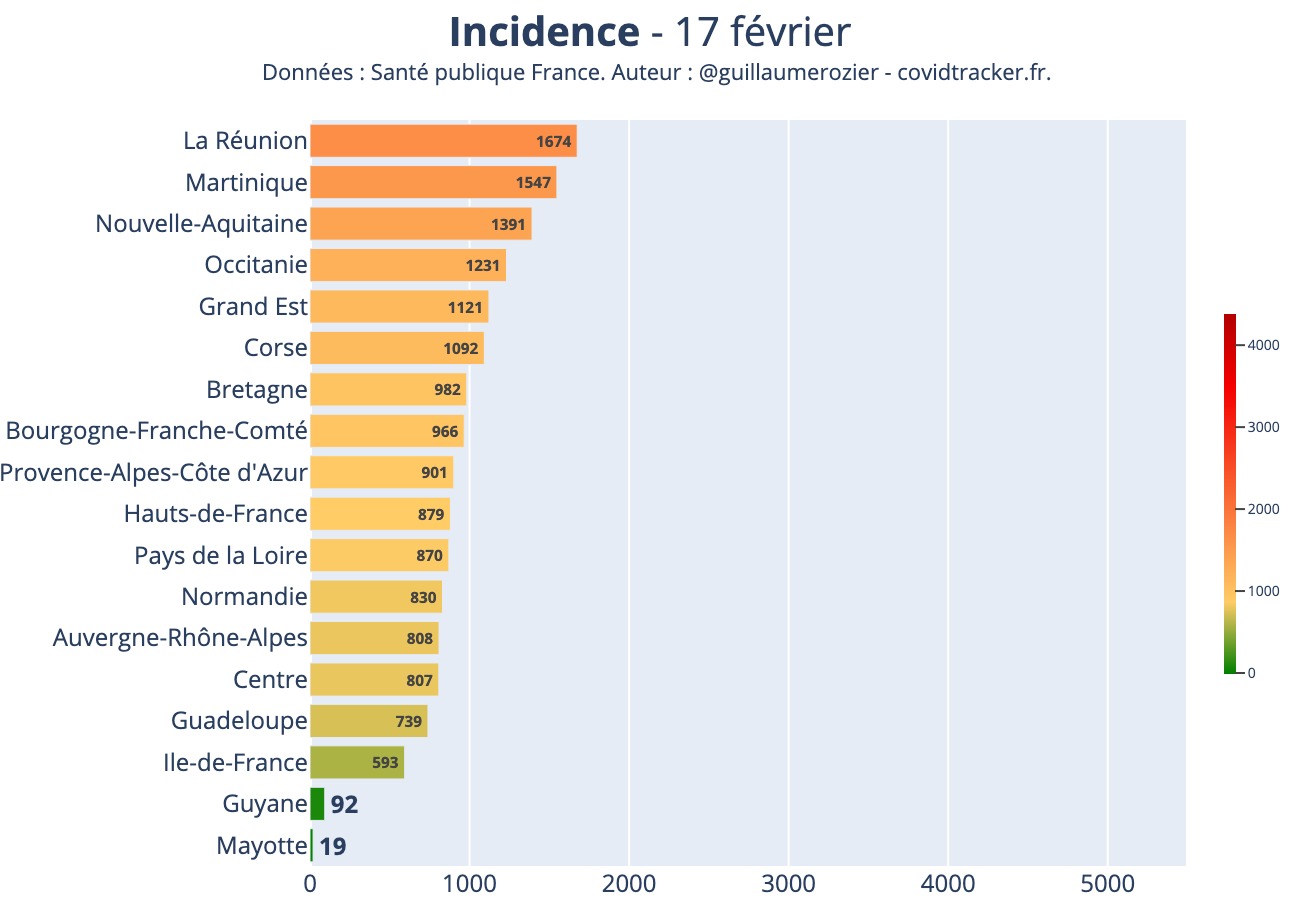 Incidence - 17 février
Données : Santé publique France. Auteur : @guillaumerozier - covidtracker.fr.
La Réunion 1674
Martinique 1547
Nouvelle-Aquitaine 1391
Occitanie 1231
Grand Est 1121
Corse 1092
Bretagne 982
Bourgogne-Franche-Comté 966
Provence-Alpes-Côte d'Azur 901
Hauts-de-France 879
Pays de la Loire 870
Normandie 830
Auvergne-Rhône-Alpes 808
Centre 807
Guadeloupe 739
Ile-de-France 593
Guyane 92
Mayotte 19
0 1000 2000 3000 4000 5000
4000
3000
2000
1000
0